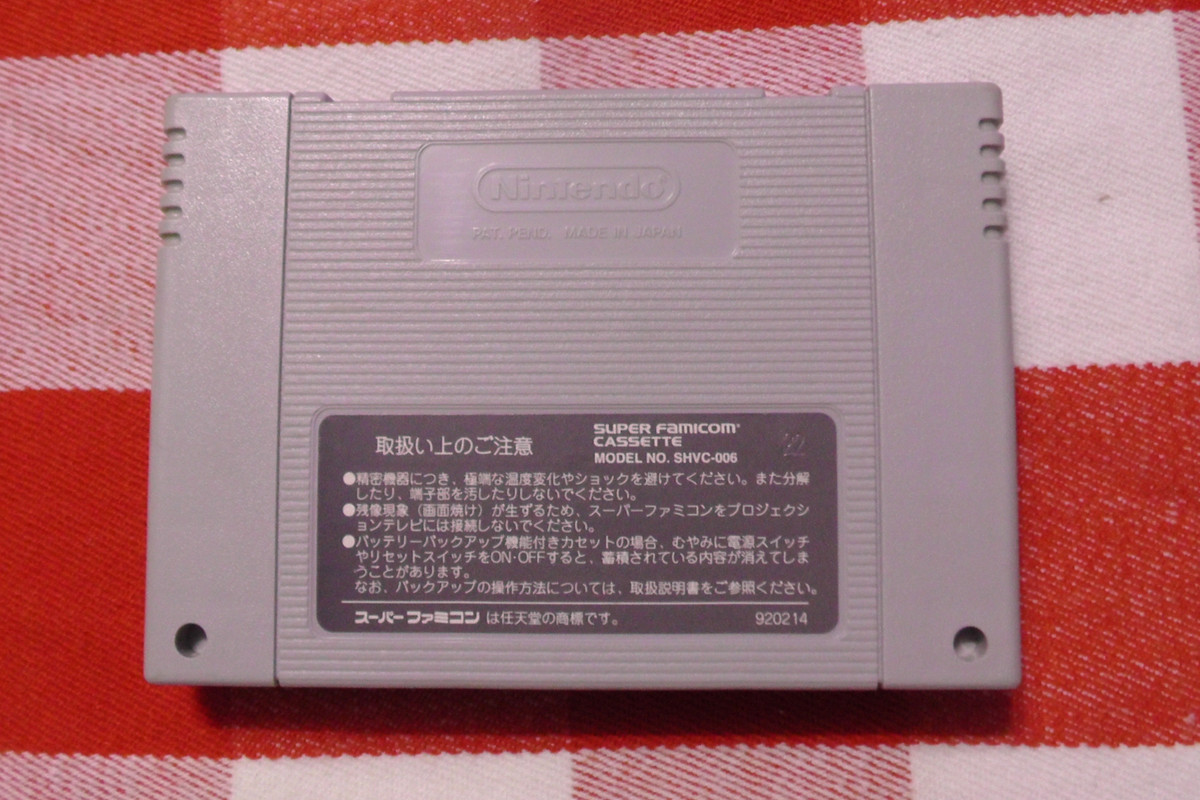 Nintendo®
PAT. PEND. MADE IN JAPAN
取扱い上のご注意
SUPER FAMICOM
CASSETTE
MODEL NO. SHVC-006
22
●精密機器につき、極端な温度変化やショックを避けてください。また分解
したり、端子部を汚したりしないでください。
●残像現象（画面焼け）が生ずるため、スーパーファミコンをプロジェクシ
ョンテレビには接続しないでください。
●バッテリーバックアップ機能付きカセットの場合、むやみに電源スイッチ
やリセットスイッチをON・OFFすると、蓄積されている内容が消えてしま
うことがあります。
なお、バックアップの操作方法については、取扱説明書をご参照ください。
スーパーファミコンは任天堂の商標です。
920214